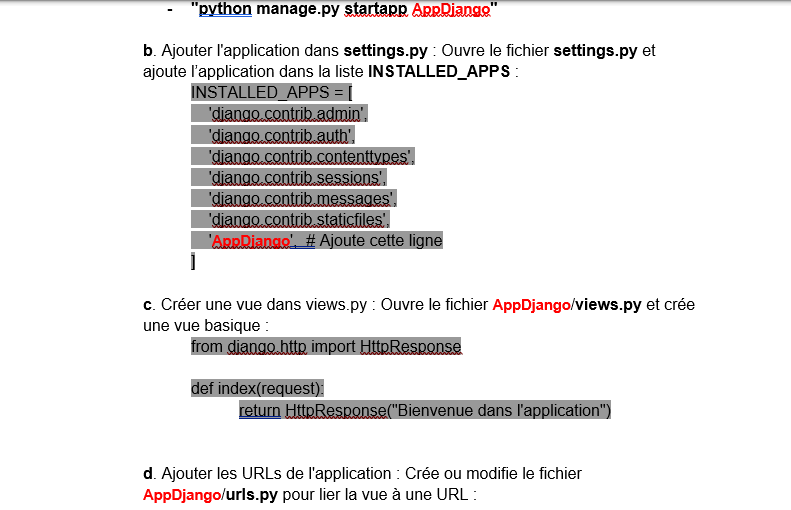 - "python manage.py startapp AppDjango"
b. Ajouter l'application dans settings.py : Ouvre le fichier settings.py et
ajoute l'application dans la liste INSTALLED_APPS :
INSTALLED_APPS = [
'django.contrib.admin',
'django.contrib.auth',
'django.contrib.contenttypes',
'django.contrib.sessions',
'django.contrib.messages',
'django.contrib.staticfiles',
'AppDjango', # Ajoute cette ligne
]
c. Créer une vue dans views.py : Ouvre le fichier AppDjango/views.py et crée
une vue basique :
from django.http import HttpResponse
def index(request):
return HttpResponse("Bienvenue dans l'application")
d. Ajouter les URLs de l'application : Crée ou modifie le fichier
AppDjango/urls.py pour lier la vue à une URL :